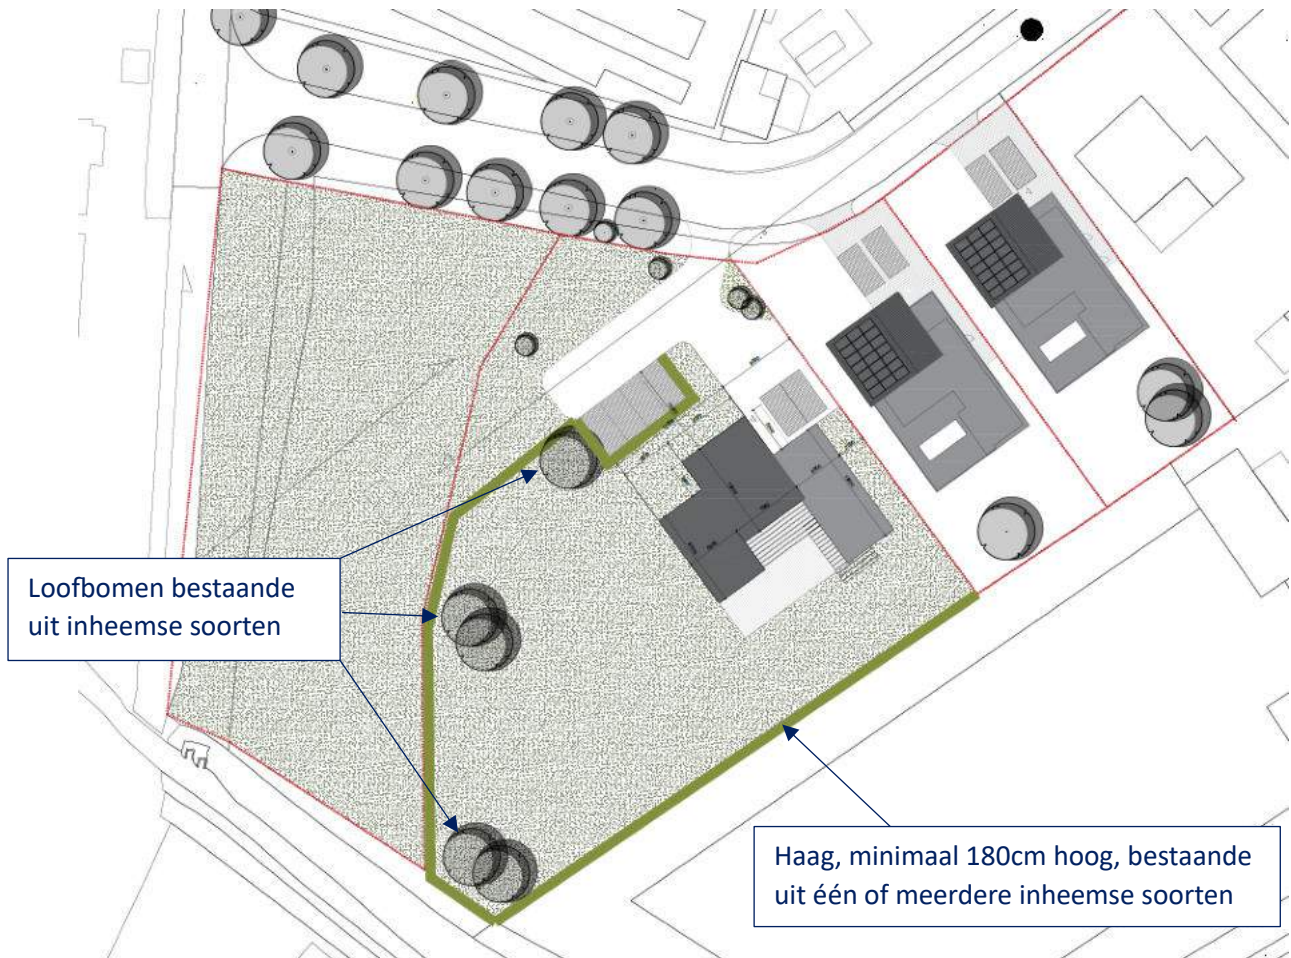 Loofbomen bestaande
uit inheemse soorten
Haag, minimaal 180cm hoog, bestaande
uit één of meerdere inheemse soorten